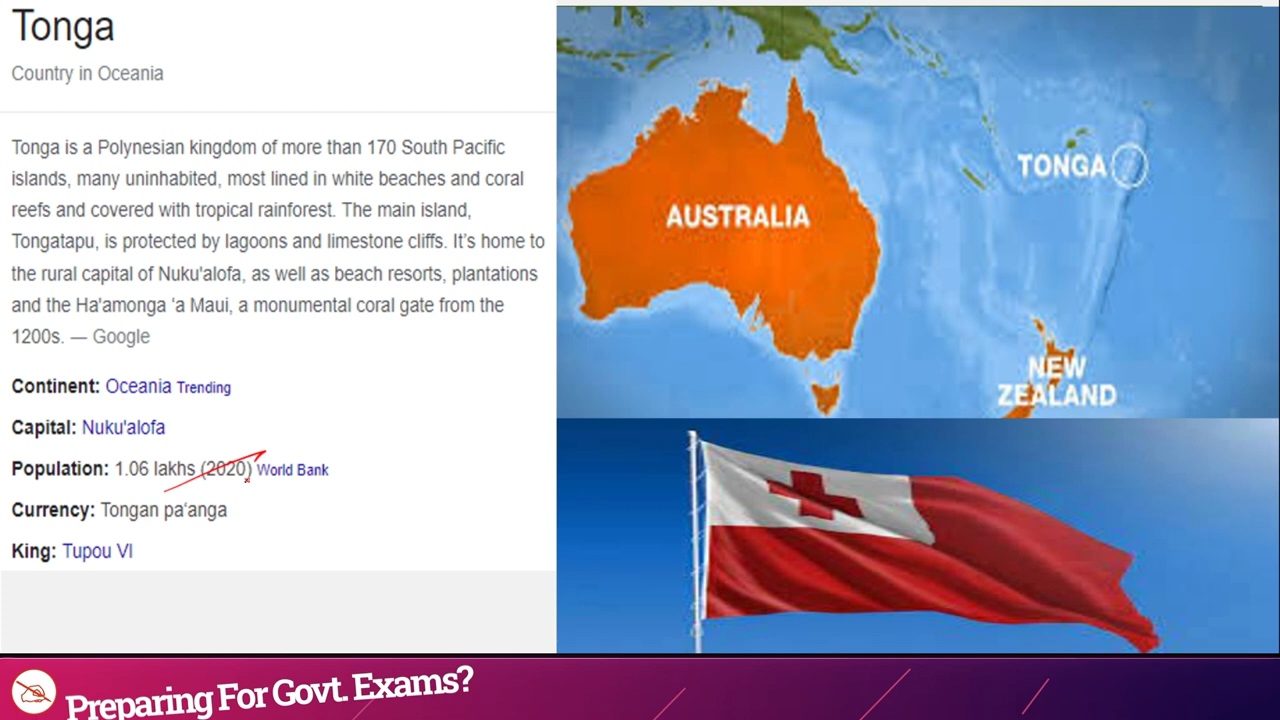 Tonga
Country in Oceania
Tonga is a Polynesian kingdom of more than 170 South Pacific
islands, many uninhabited, most lined in white beaches and coral
reefs and covered with tropical rainforest. The main island,
Tongatapu, is protected by lagoons and limestone cliffs. It's home to
the rural capital of Nuku'alofa, as well as beach resorts, plantations
and the Ha'amonga ʻa Maui, a monumental coral gate from the
1200s. — Google
Continent: Oceania Trending
Capital: Nuku'alofa
Population: 1.06 lakhs (2020) World Bank
Currency: Tongan paʻanga
King: Tupou VI
AUSTRALIA
TONGA
NEW
ZEALAND
Preparing For Govt. Exams?